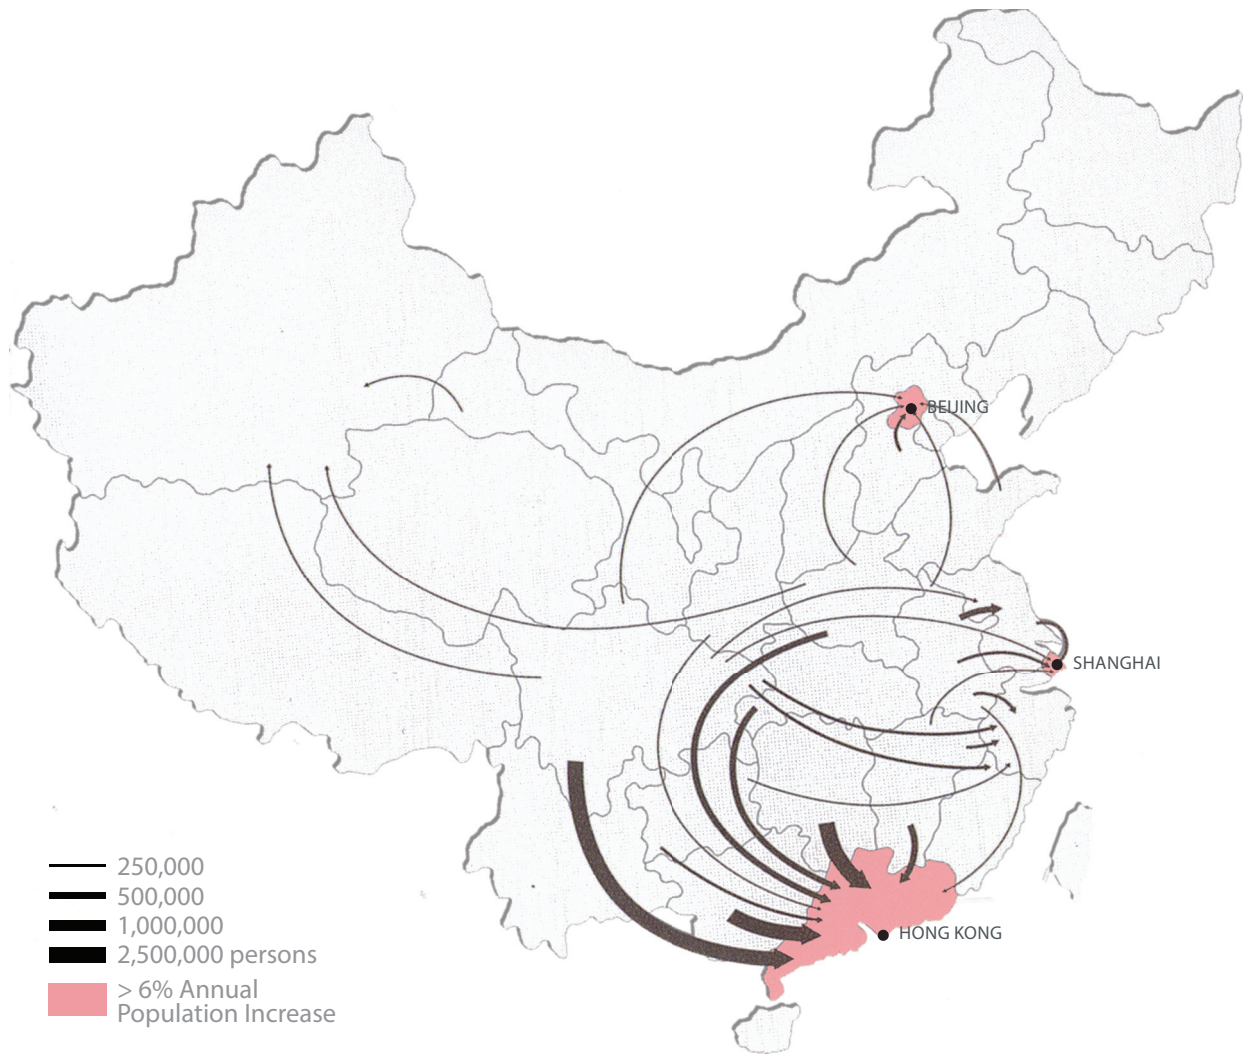 BEIJING
SHANGHAI
HONG KONG
250,000
500,000
1,000,000
2,500,000 persons
> 6% Annual
Population Increase